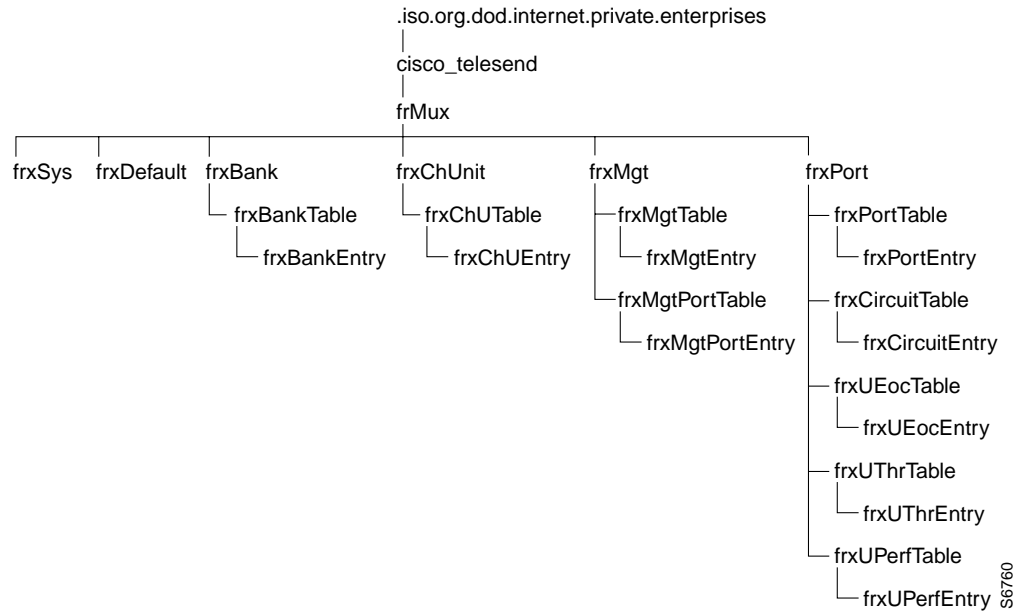 .iso.org.dod.internet.private.enterprises
cisco_telesend
frMux
frxSys frxDefault frxBank frxChUnit frxMgt frxPort
frxBankTable frxChUTable frxMgtTable frxPortTable
frxBankEntry frxChUEntry frxMgtEntry frxPortEntry
frxMgtPortTable frxCircuitTable
frxMgtPortEntry frxCircuitEntry
frxUEocTable
frxUEocEntry
frxUThrTable
frxUThrEntry
frxUPerfTable
frxUPerfEntry
S6760